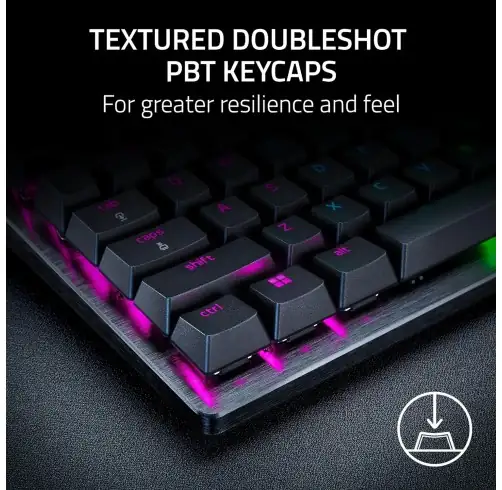 TEXTURED DOUBLESHOT
PBT KEYCAPS
For greater resilience and feel
tab Q
caps A S D
shift Z X C V
ctrl alt